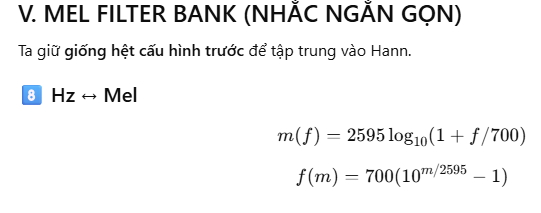 V. MEL FILTER BANK (NHẮC NGẮN GỌN)
Ta giữ giống hệt cấu hình trước để tập trung vào Hann.
8 Hz ↔ Mel
m(f) = 2595 log₁₀(1 + f/700)
f(m) = 700(10^{m/2595} − 1)